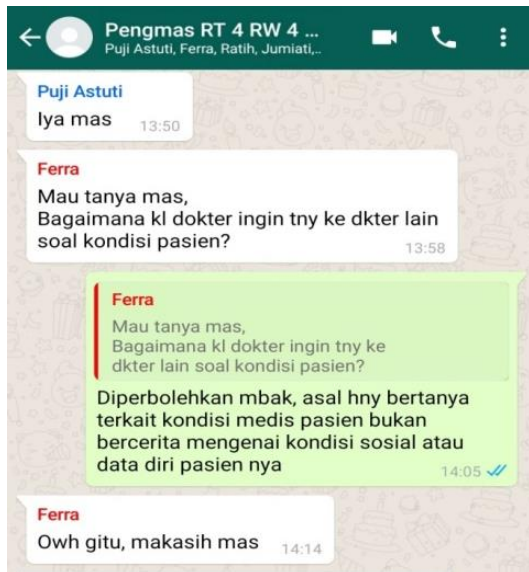 Pengmas RT 4 RW 4 ...
Puji Astuti, Ferra, Ratih, Jumiati,..
Puji Astuti
Iya mas
13:50
Ferra
Mau tanya mas,
Bagaimana kl dokter ingin tny ke dkter lain
soal kondisi pasien?
13:58
Ferra
Mau tanya mas,
Bagaimana kl dokter ingin tny ke
dkter lain soal kondisi pasien?
Diperbolehkan mbak, asal hny bertanya
terkait kondisi medis pasien bukan
bercerita mengenai kondisi sosial atau
data diri pasien nya
14:05
Ferra
Owh gitu, makasih mas
14:14